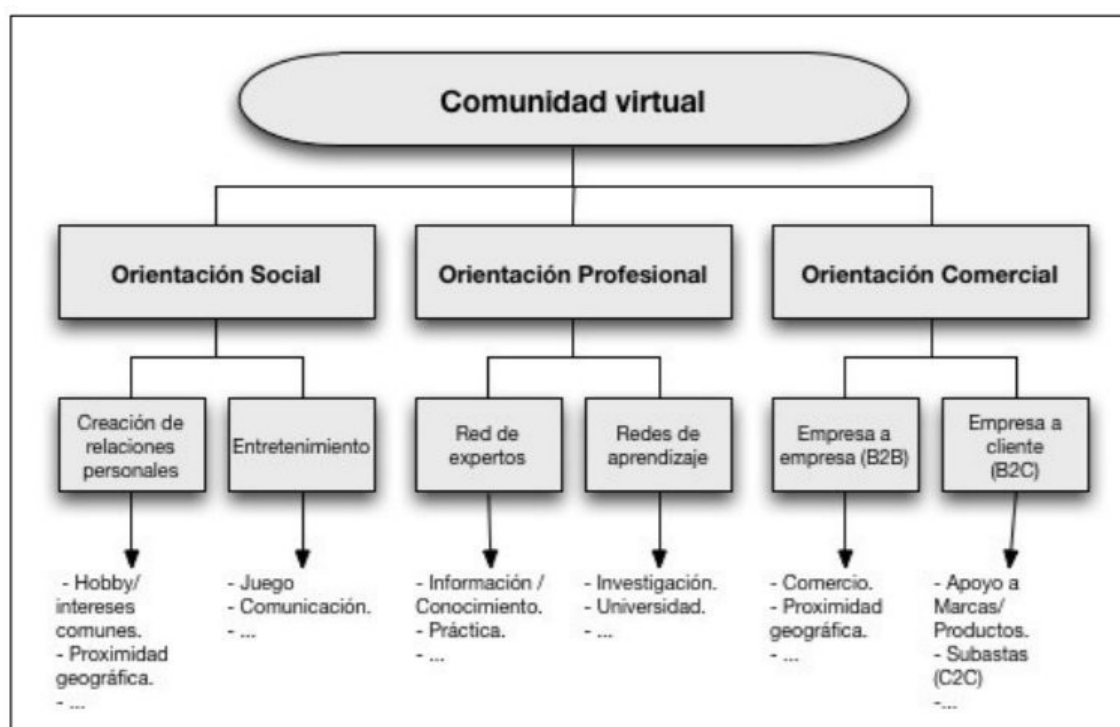 Comunidad virtual
Orientación Social
Orientación Profesional
Orientación Comercial
Creación de
relaciones
personales
Entretenimiento
Red de
expertos
Redes de
aprendizaje
Empresa a
empresa (B2B)
Empresa a
cliente
(B2C)
- Hobby/
intereses
comunes.
- Proximidad
geográfica.
- ...
- Juego
- Comunicación.
- ...
- Información /
Conocimiento.
- Práctica.
- ...
- Investigación.
- Universidad.
- ...
- Comercio.
- Proximidad
geográfica.
- ...
- Apoyo a
Marcas/
Productos.
- Subastas
(C2C)
-...